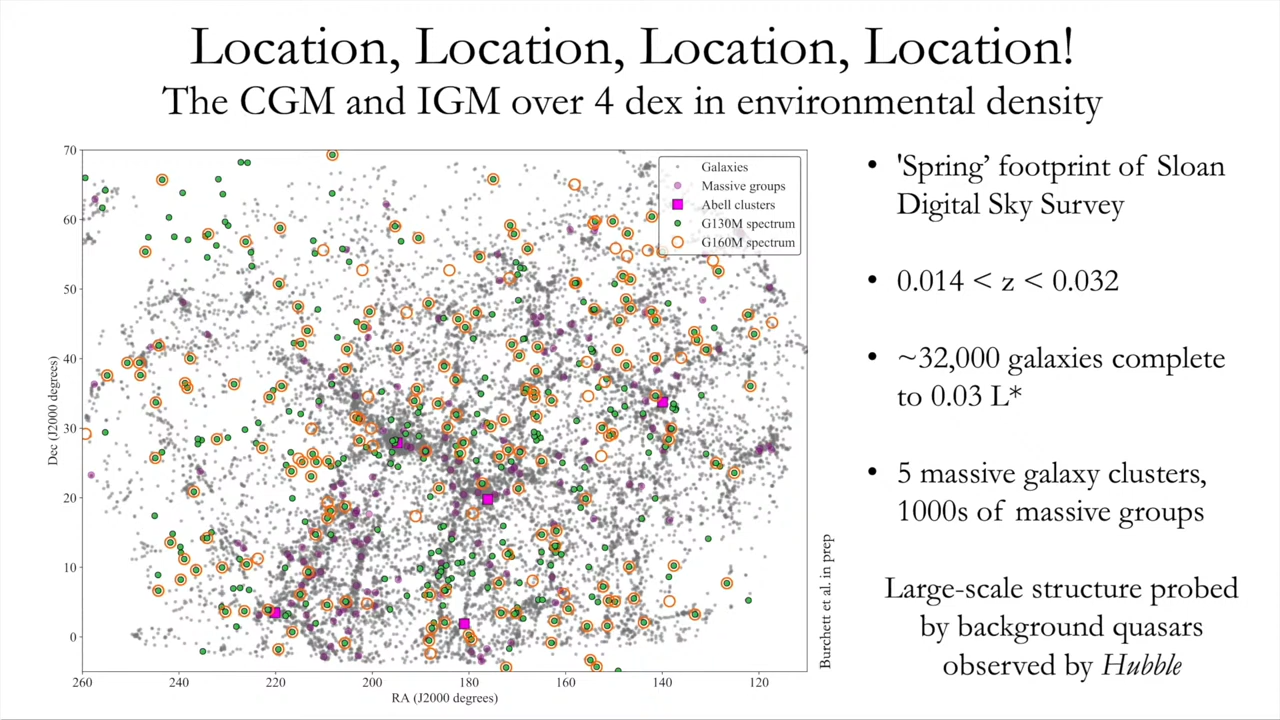 Location, Location, Location, Location!
The CGM and IGM over 4 dex in environmental density
70
60
50
40
30
20
10
0
Dec (J2000 degrees)
260
240
220
200
180
160
140
120
RA (J2000 degrees)
Galaxies
Massive groups
Abell clusters
G130M spectrum
G160M spectrum
Burchett et al. in prep
• 'Spring’ footprint of Sloan
Digital Sky Survey
• 0.014 < z < 0.032
• ~32,000 galaxies complete
to 0.03 L*
• 5 massive galaxy clusters,
1000s of massive groups
Large-scale structure probed
by background quasars
observed by Hubble